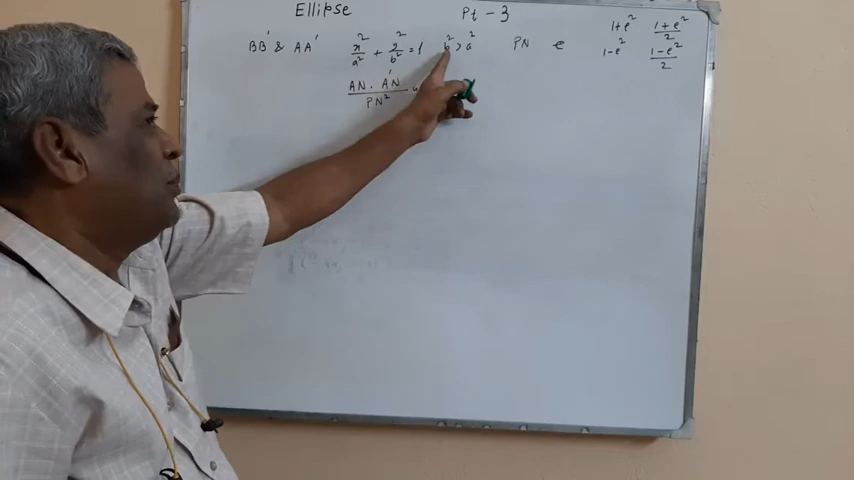 Ellipse Pt - 3
BB' & AA' x²/a² + y²/b² = 1 b² > a² PN e
AN . A'N / PN²
1+e² 1+e²/2
1-e² 1-e²/2